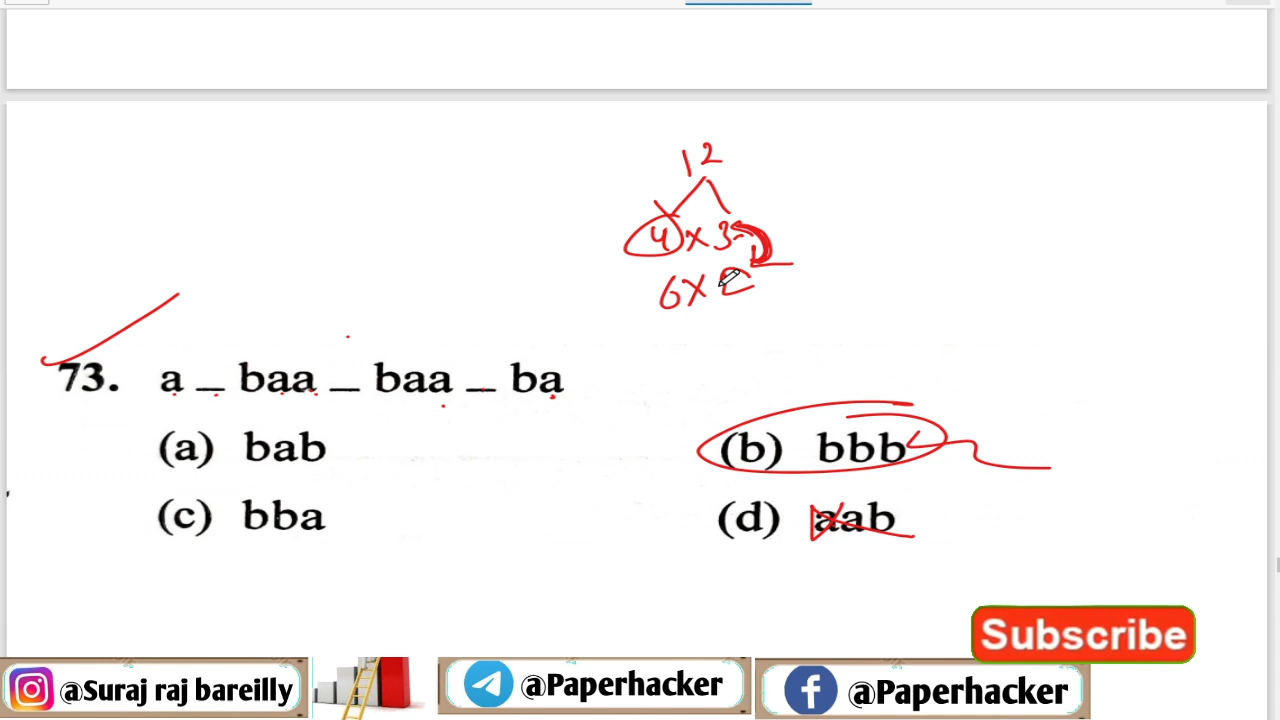 12
4 x 3
6 x 2
73. a _ baa _ baa _ ba
(a) bab (b) bbb
(c) bba (d) aab
Subscribe
@Suraj raj bareilly @Paperhacker @Paperhacker